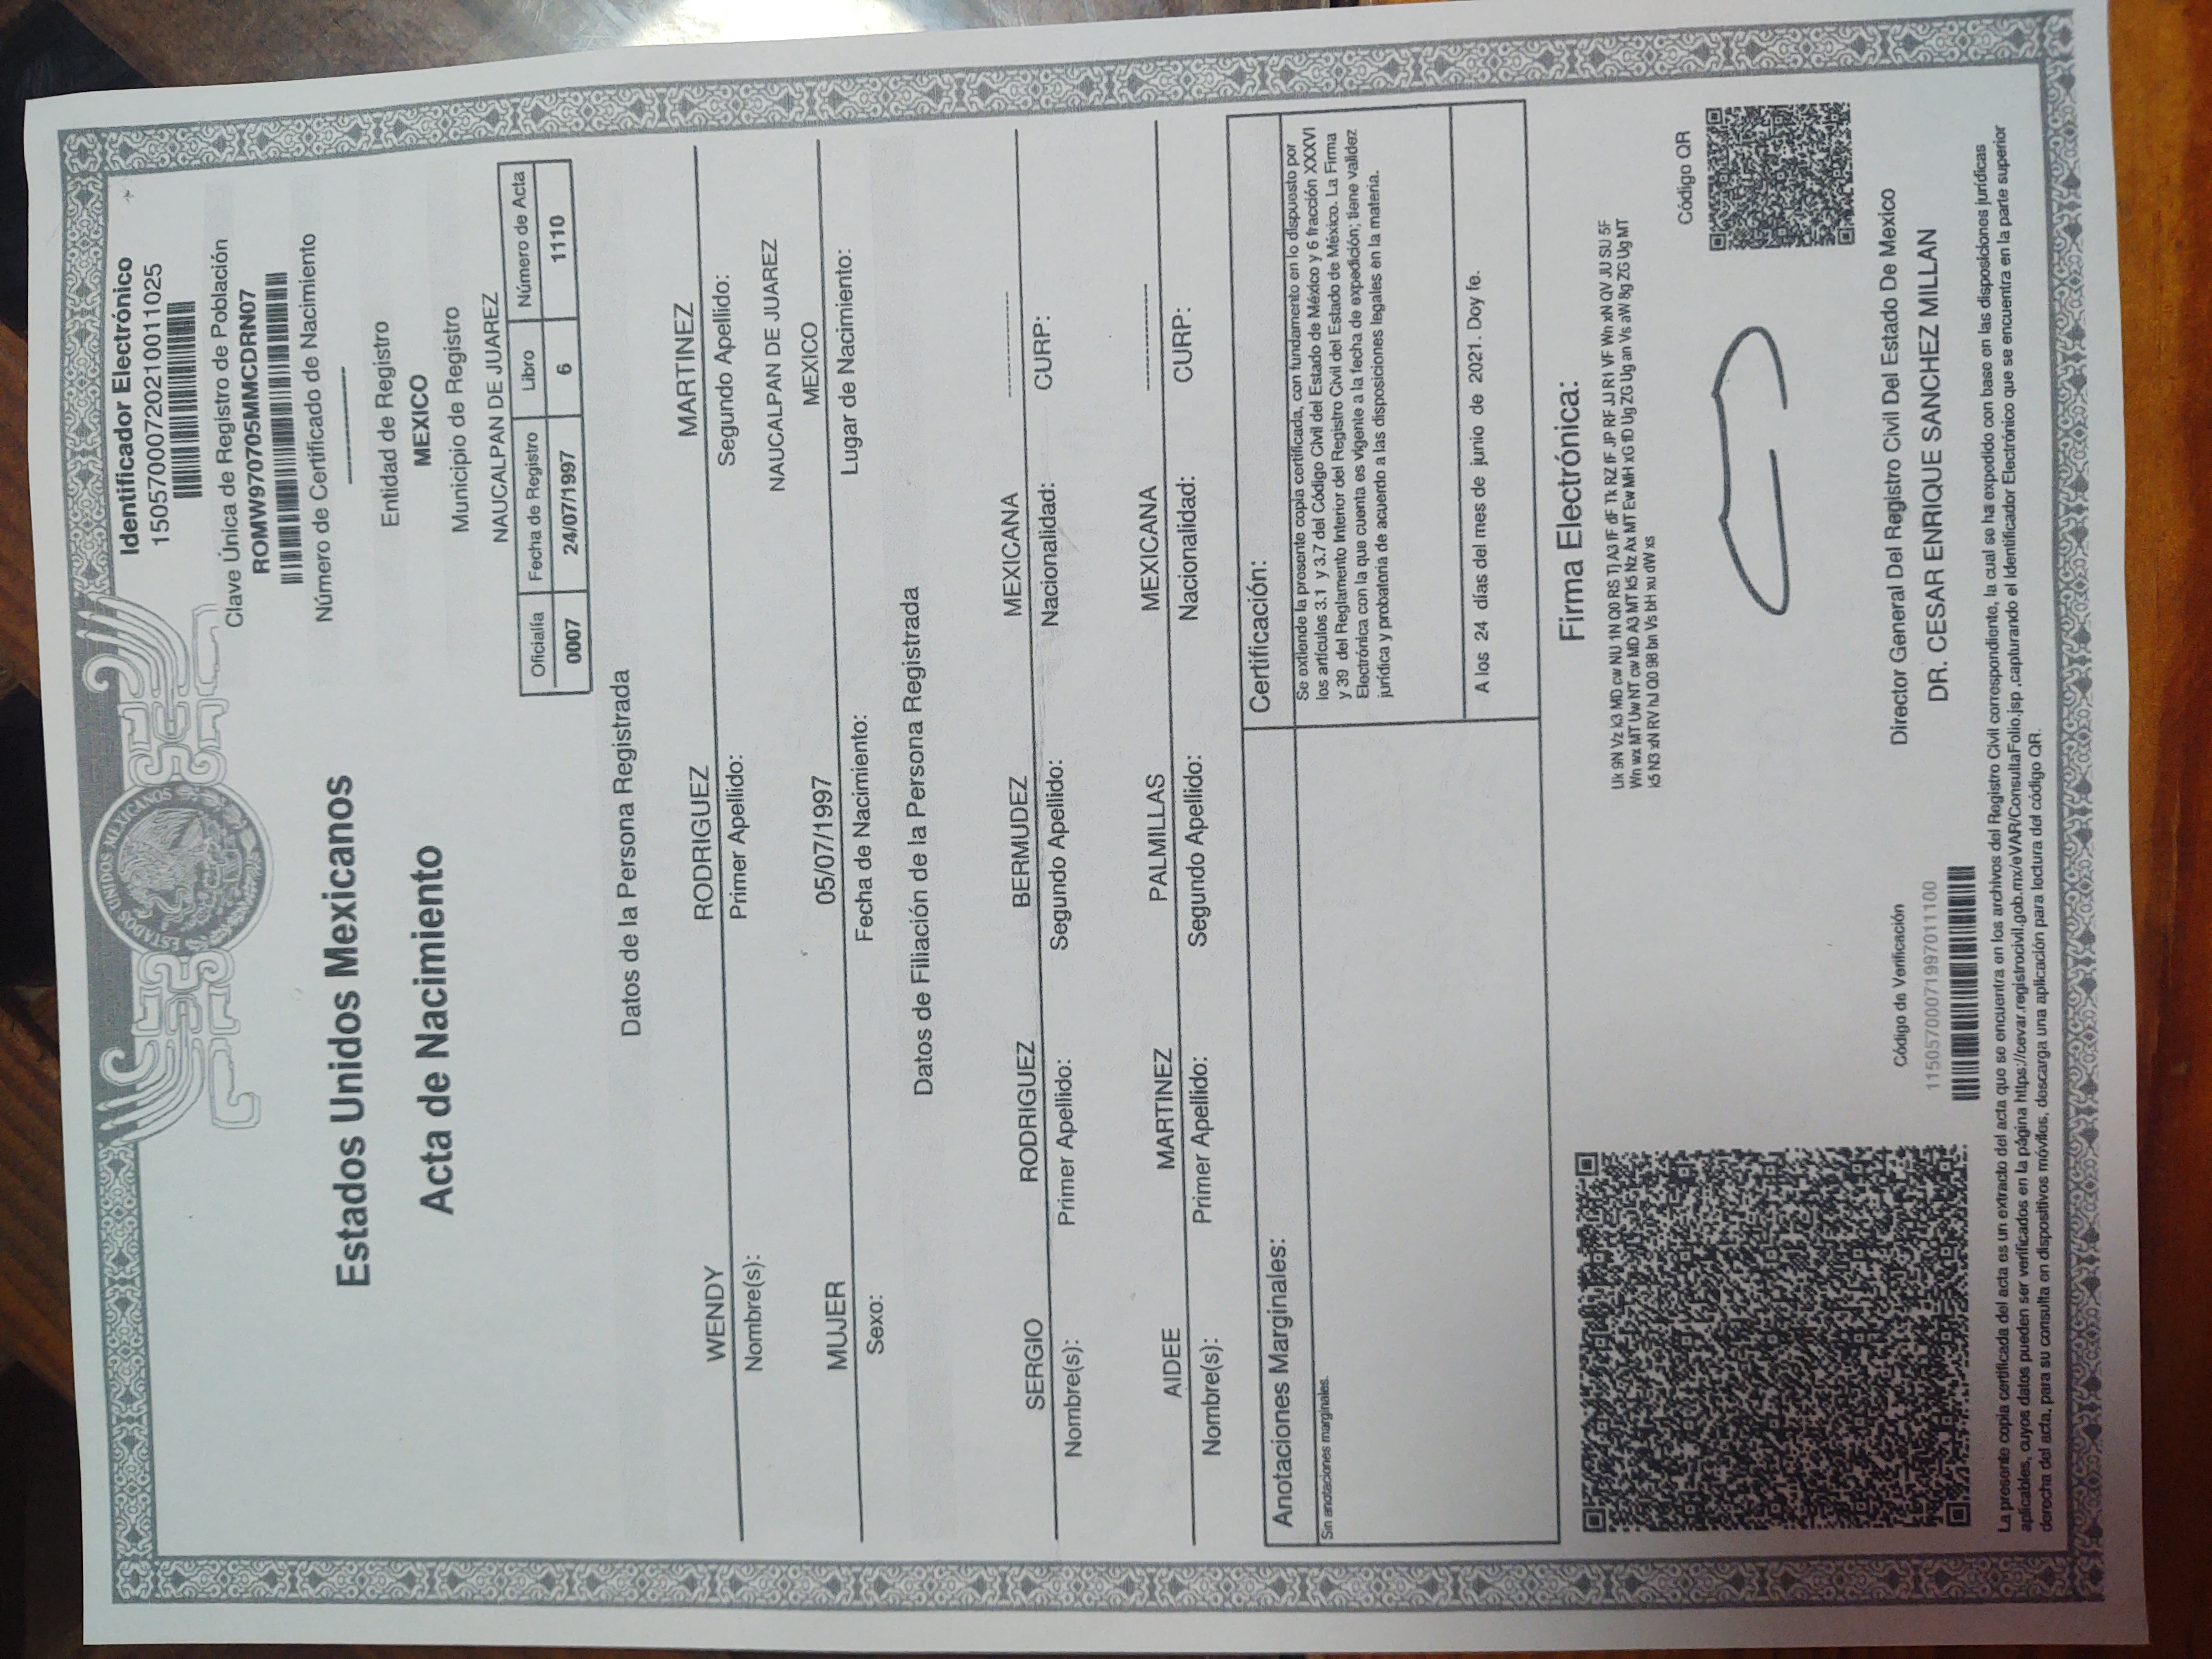 ESTADOS UNIDOS MEXICANOS
Identificador Electrónico
15057000720210011025
Clave Única de Registro de Población
ROMW970705MMCDRN07
Número de Certificado de Nacimiento
------------
Estados Unidos Mexicanos
Acta de Nacimiento
Entidad de Registro
MEXICO
Municipio de Registro
NAUCALPAN DE JUAREZ
Oficialía Fecha de Registro Libro Número de Acta
0007 24/07/1997 6 1110
Datos de la Persona Registrada
WENDY RODRIGUEZ MARTINEZ
Nombre(s): Primer Apellido: Segundo Apellido:
NAUCALPAN DE JUAREZ
MUJER 05/07/1997 MEXICO
Sexo: Fecha de Nacimiento: Lugar de Nacimiento:
Datos de Filiación de la Persona Registrada
SERGIO RODRIGUEZ BERMUDEZ MEXICANA ------------
Nombre(s): Primer Apellido: Segundo Apellido: Nacionalidad: CURP:
AIDEE MARTINEZ PALMILLAS MEXICANA ------------
Nombre(s): Primer Apellido: Segundo Apellido: Nacionalidad: CURP:
Anotaciones Marginales:
Sin anotaciones marginales.
Certificación:
Se extiende la presente copia certificada, con fundamento en lo dispuesto por
los artículos 3.1 y 3.7 del Código Civil del Estado de México y 6 fracción XXXVI
y 39 del Reglamento Interior del Registro Civil del Estado de México. La Firma
Electrónica con la que cuenta es vigente a la fecha de expedición; tiene validez
jurídica y probatoria de acuerdo a las disposiciones legales en la materia.
A los 24 días del mes de junio de 2021. Doy fe.
Firma Electrónica:
Código QR
Código de Verificación
11505700071997011100
Director General Del Registro Civil Del Estado De Mexico
DR. CESAR ENRIQUE SANCHEZ MILLAN
La presente copia certificada del acta es un extracto del acta que se encuentra en los archivos del Registro Civil correspondiente, la cual se ha expedido con base en las disposiciones jurídicas
aplicables, cuyos datos pueden ser verificados en la página https://cevar.registrocivil.gob.mx/eVAR/ConsultaFolio.jsp ,capturando el Identificador Electrónico que se encuentra en la parte superior
derecha del acta, para su consulta en dispositivos móviles, descarga una aplicación para lectura del código QR.